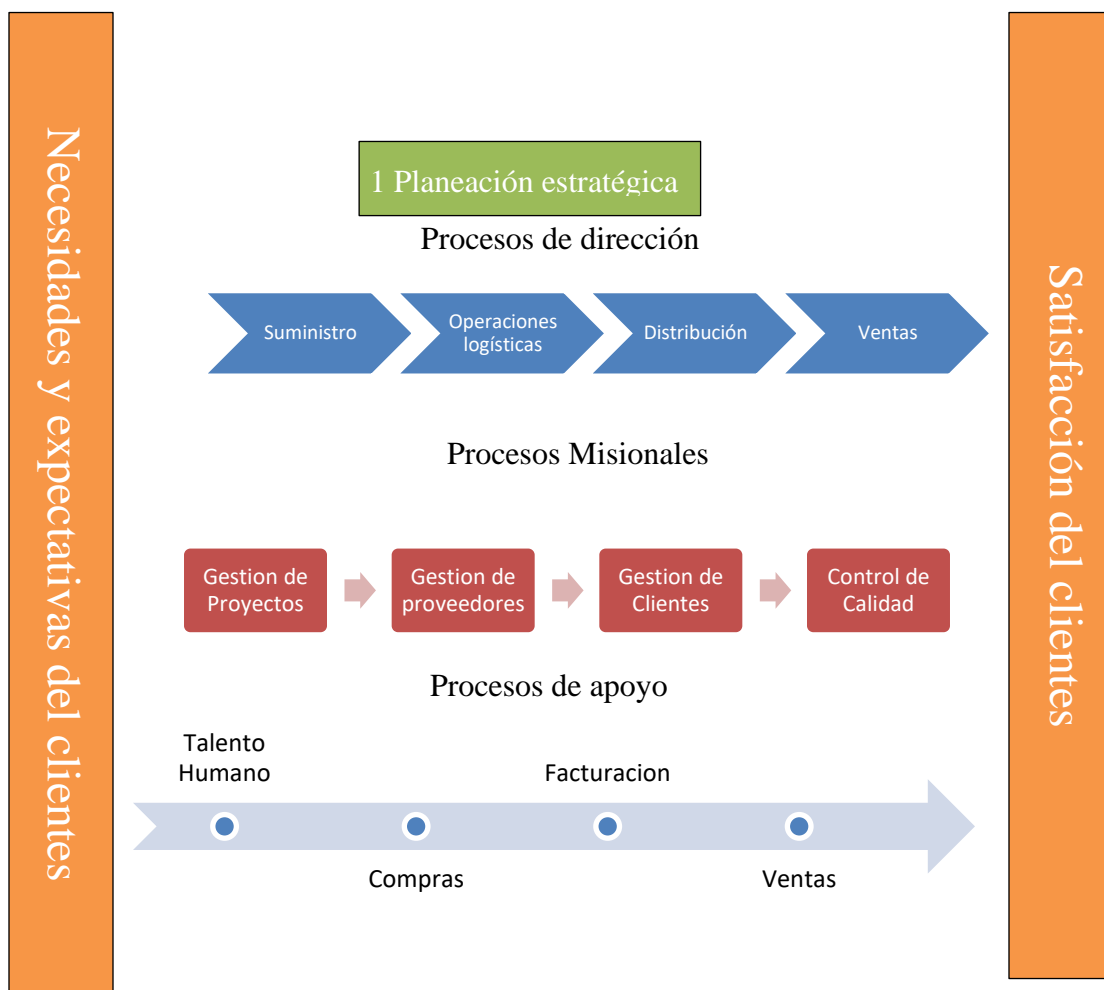 Necesidades y expectativas del clientes
1 Planeación estratégica
Procesos de dirección
Suministro
Operaciones
logísticas
Distribución
Ventas
Procesos Misionales
Gestion de
Proyectos
Gestion de
proveedores
Gestion de
Clientes
Control de
Calidad
Procesos de apoyo
Talento
Humano
Compras
Facturacion
Ventas
Satisfacción del clientes